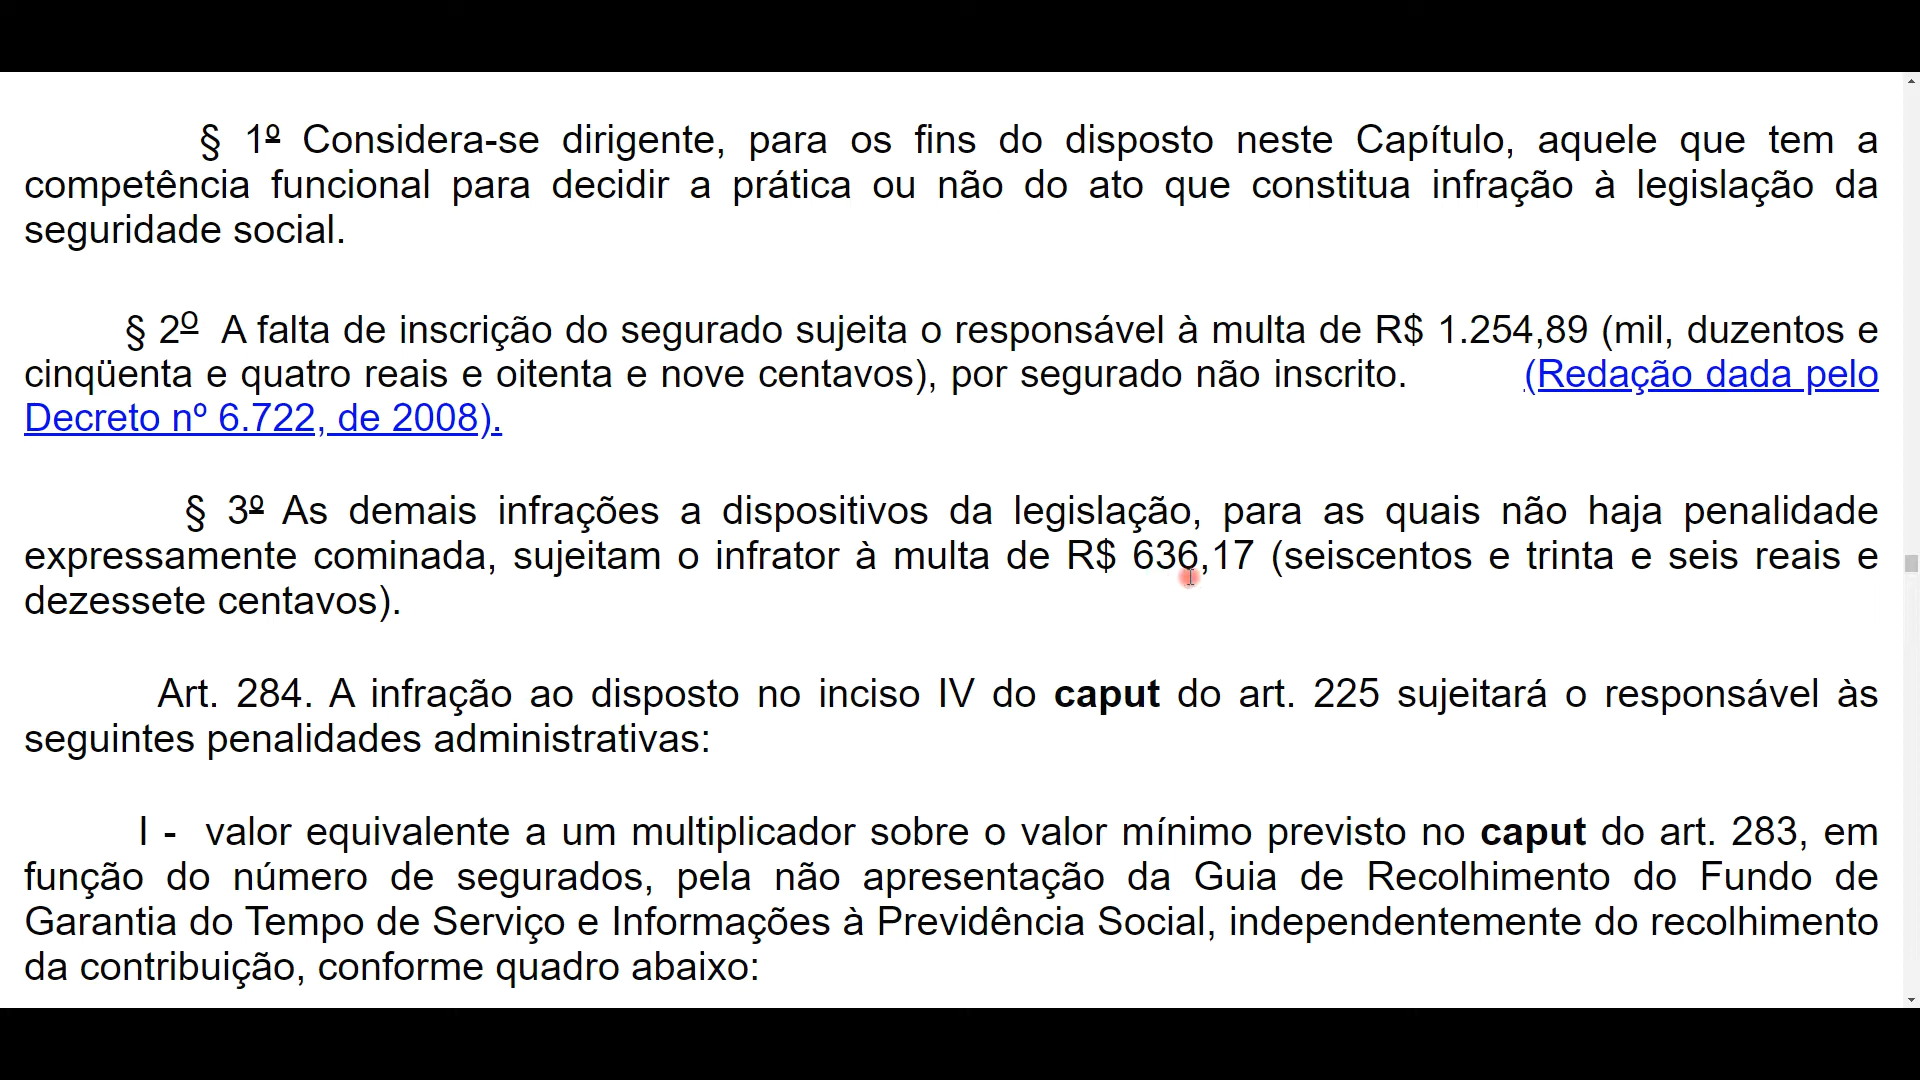 § 1º Considera-se dirigente, para os fins do disposto neste Capítulo, aquele que tem a
competência funcional para decidir a prática ou não do ato que constitua infração à legislação da
seguridade social.
§ 2º A falta de inscrição do segurado sujeita o responsável à multa de R$ 1.254,89 (mil, duzentos e
cinqüenta e quatro reais e oitenta e nove centavos), por segurado não inscrito. (Redação dada pelo
Decreto nº 6.722, de 2008).
§ 3º As demais infrações a dispositivos da legislação, para as quais não haja penalidade
expressamente cominada, sujeitam o infrator à multa de R$ 636,17 (seiscentos e trinta e seis reais e
dezessete centavos).
Art. 284. A infração ao disposto no inciso IV do caput do art. 225 sujeitará o responsável às
seguintes penalidades administrativas:
I - valor equivalente a um multiplicador sobre o valor mínimo previsto no caput do art. 283, em
função do número de segurados, pela não apresentação da Guia de Recolhimento do Fundo de
Garantia do Tempo de Serviço e Informações à Previdência Social, independentemente do recolhimento
da contribuição, conforme quadro abaixo: